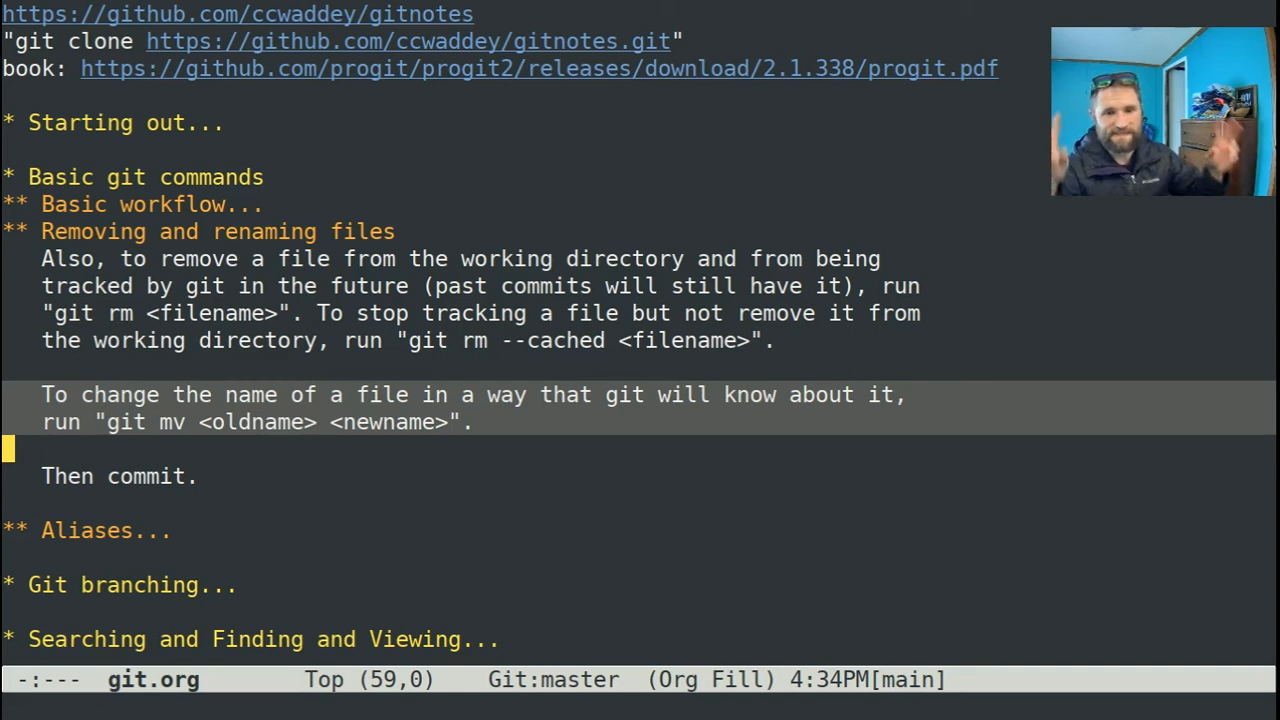 https://github.com/ccwaddey/gitnotes
"git clone https://github.com/ccwaddey/gitnotes.git"
book: https://github.com/progit/progit2/releases/download/2.1.338/progit.pdf
* Starting out...
* Basic git commands
** Basic workflow...
** Removing and renaming files
Also, to remove a file from the working directory and from being
tracked by git in the future (past commits will still have it), run
"git rm <filename>". To stop tracking a file but not remove it from
the working directory, run "git rm --cached <filename>".
To change the name of a file in a way that git will know about it,
run "git mv <oldname> <newname>".
Then commit.
** Aliases...
* Git branching...
* Searching and Finding and Viewing...
-:--- git.org Top (59,0) Git:master (Org Fill) 4:34PM[main]